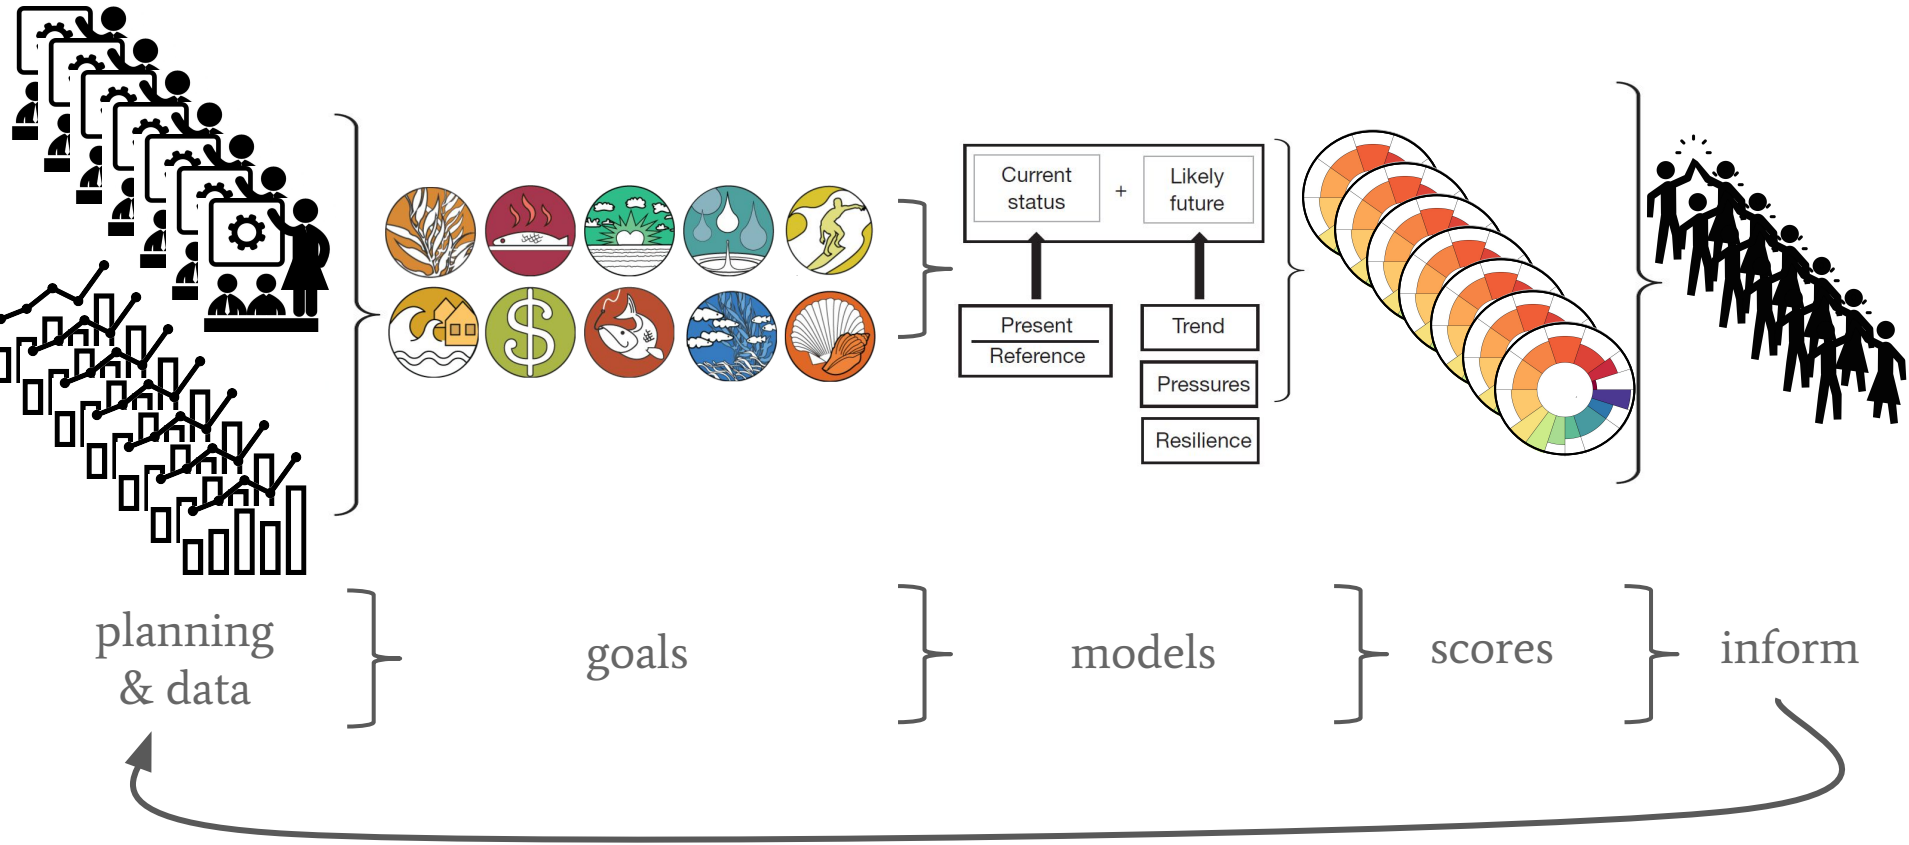 Current
status
+
Likely
future
Present
Reference
Trend
Pressures
Resilience
$
planning
& data
goals
models
scores
inform